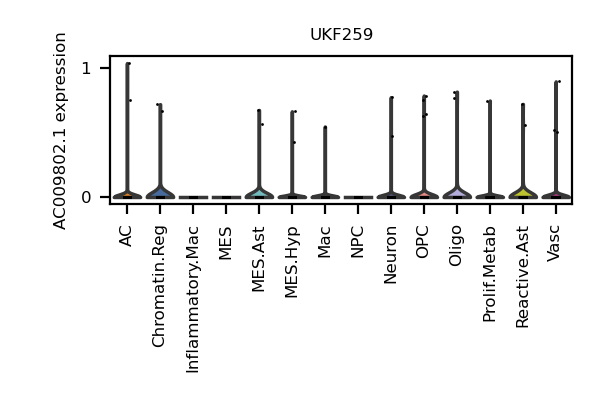 UKF259
AC009802.1 expression
1
0
AC
Chromatin.Reg
Inflammatory.Mac
MES
MES.Ast
MES.Hyp
Mac
NPC
Neuron
OPC
Oligo
Prolif.Metab
Reactive.Ast
Vasc